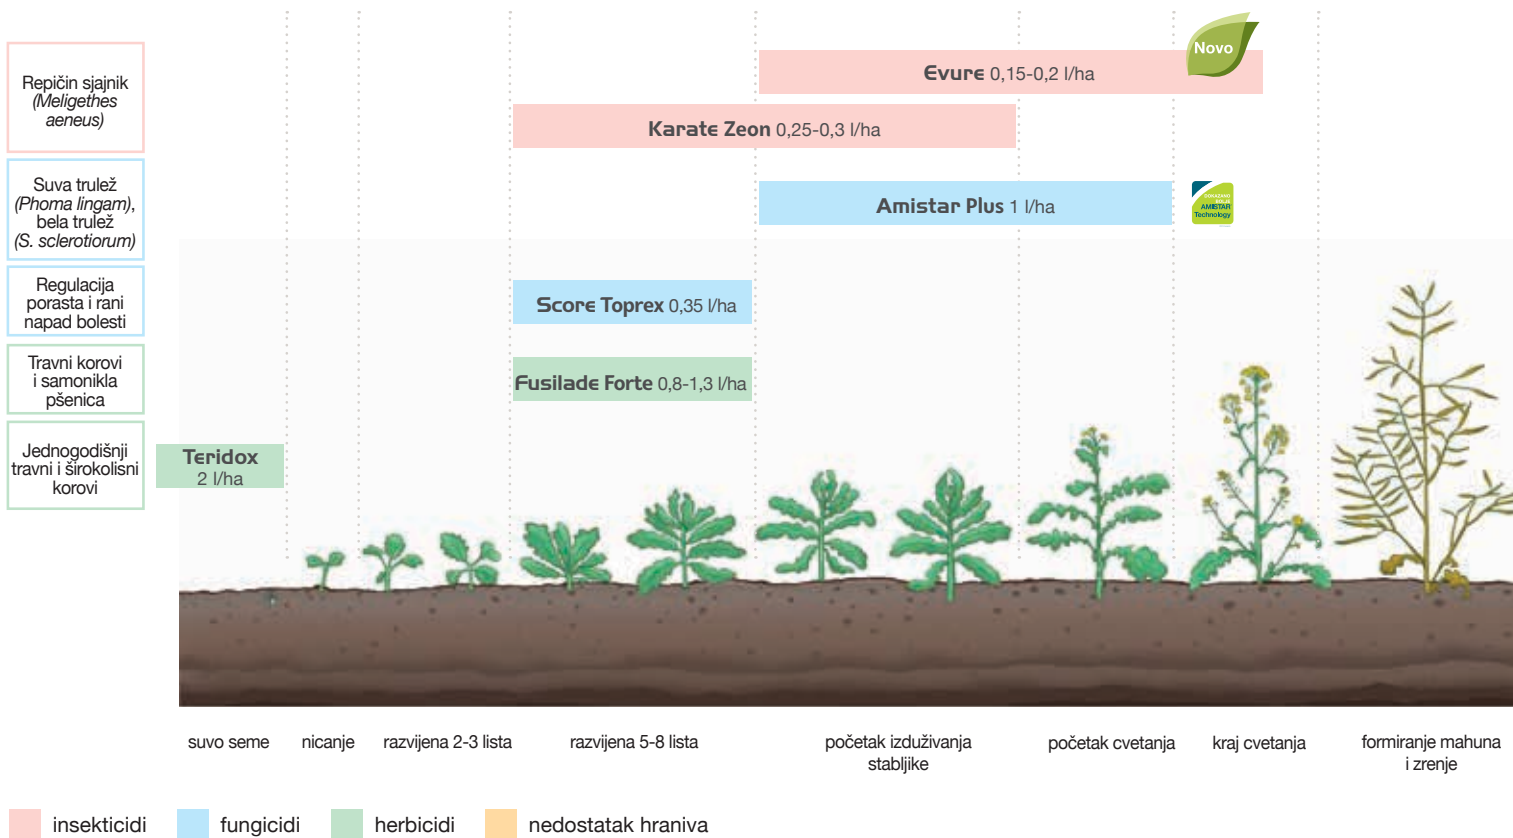 Novo
Repičin sjajnik
(Meligethes
aeneus)
Evure 0,15-0,2 l/ha
Karate Zeon 0,25-0,3 l/ha
Suva trulež
(Phoma lingam),
bela trulež
(S. sclerotiorum)
Amistar Plus 1 l/ha
AMISTAR
Technology
Regulacija
porasta i rani
napad bolesti
Score Toprex 0,35 l/ha
Travni korovi
i samonikla
pšenica
Fusilade Forte 0,8-1,3 l/ha
Jednogodišnji
travni i širokolisni
korovi
Teridox
2 l/ha
suvo seme
nicanje
razvijena 2-3 lista
razvijena 5-8 lista
početak izduživanja
stabljike
početak cvetanja
kraj cvetanja
formiranje mahuna
i zrenje
insekticidi
fungicidi
herbicidi
nedostatak hraniva